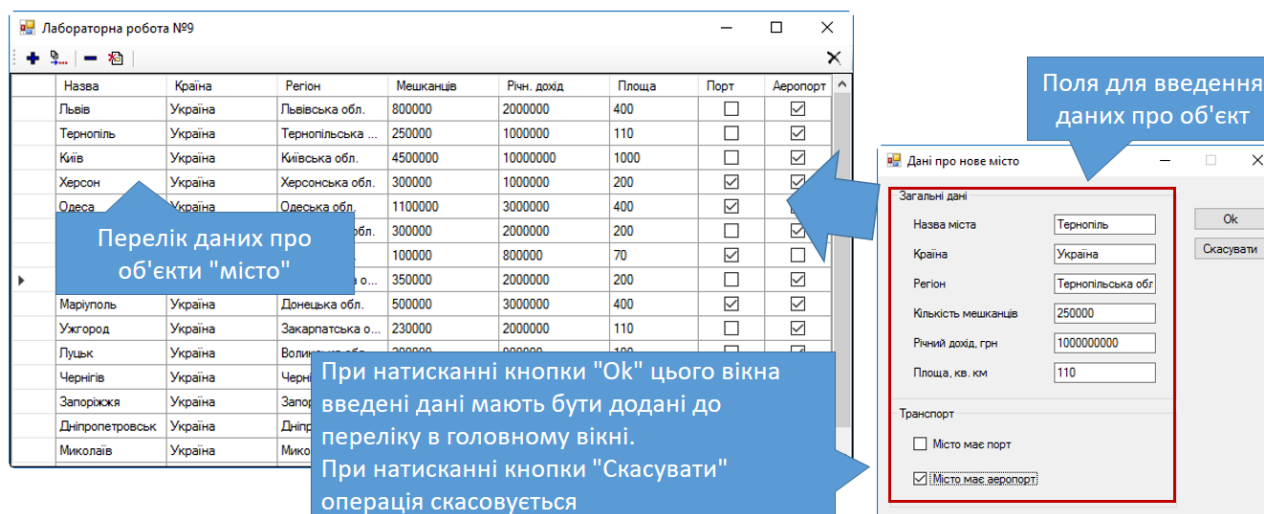 Лабораторна робота №9
Назва Країна Регіон Мешканців Річн. дохід Площа Порт Аеропорт
Львів Україна Львівська обл. 800000 2000000 400
Тернопіль Україна Тернопільська ... 250000 1000000 110
Київ Україна Київська обл. 4500000 10000000 1000
Херсон Україна Херсонська обл. 300000 1000000 200
Одеса Україна Одеська обл. 1100000 3000000 400
обл. 300000 2000000 200
100000 800000 70
о... 350000 2000000 200
Маріуполь Україна Донецька обл. 500000 3000000 400
Ужгород Україна Закарпатська о... 230000 2000000 110
Луцьк Україна
Чернігів Україна
Запоріжжя Україна
Дніпропетровськ Україна
Миколаїв Україна
Перелік даних про
об'єкти "місто"
При натисканні кнопки "Ok" цього вікна
введені дані мають бути додані до
переліку в головному вікні.
При натисканні кнопки "Скасувати"
операція скасовується
Поля для введення
даних про об'єкт
Дані про нове місто
Загальні дані
Назва міста Тернопіль
Країна Україна
Регіон Тернопільська обл
Кількість мешканців 250000
Річний дохід, грн 1000000000
Площа, кв. км 110
Ok
Скасувати
Транспорт
Місто має порт
Місто має аеропорт